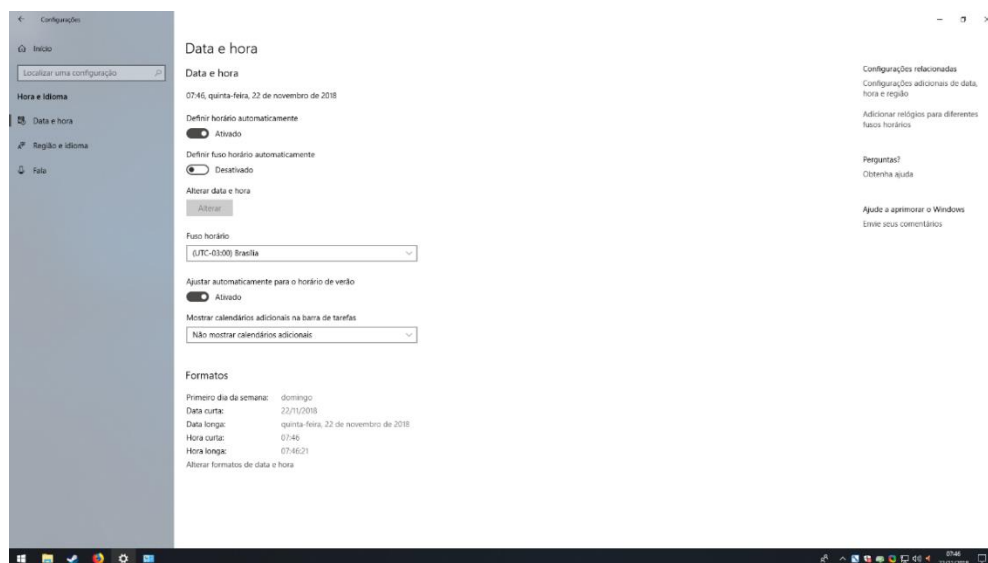 Configurações
Início
Localizar uma configuração
Hora e Idioma
Data e hora
Região e idioma
Fala
Data e hora
Data e hora
07:46, quinta-feira, 22 de novembro de 2018
Definir horário automaticamente
Ativado
Definir fuso horário automaticamente
Desativado
Alterar data e hora
Alterar
Fuso horário
(UTC-03:00) Brasília
Ajustar automaticamente para o horário de verão
Ativado
Mostrar calendários adicionais na barra de tarefas
Não mostrar calendários adicionais
Formatos
Primeiro dia da semana: domingo
Data curta: 22/11/2018
Data longa: quinta-feira, 22 de novembro de 2018
Hora curta: 07:46
Hora longa: 07:46:21
Alterar formatos de data e hora
Configurações relacionadas
Configurações adicionais de data,
hora e região
Adicionar relógios para diferentes
fusos horários
Perguntas?
Obtenha ajuda
Ajude a aprimorar o Windows
Envie seus comentários
07:46